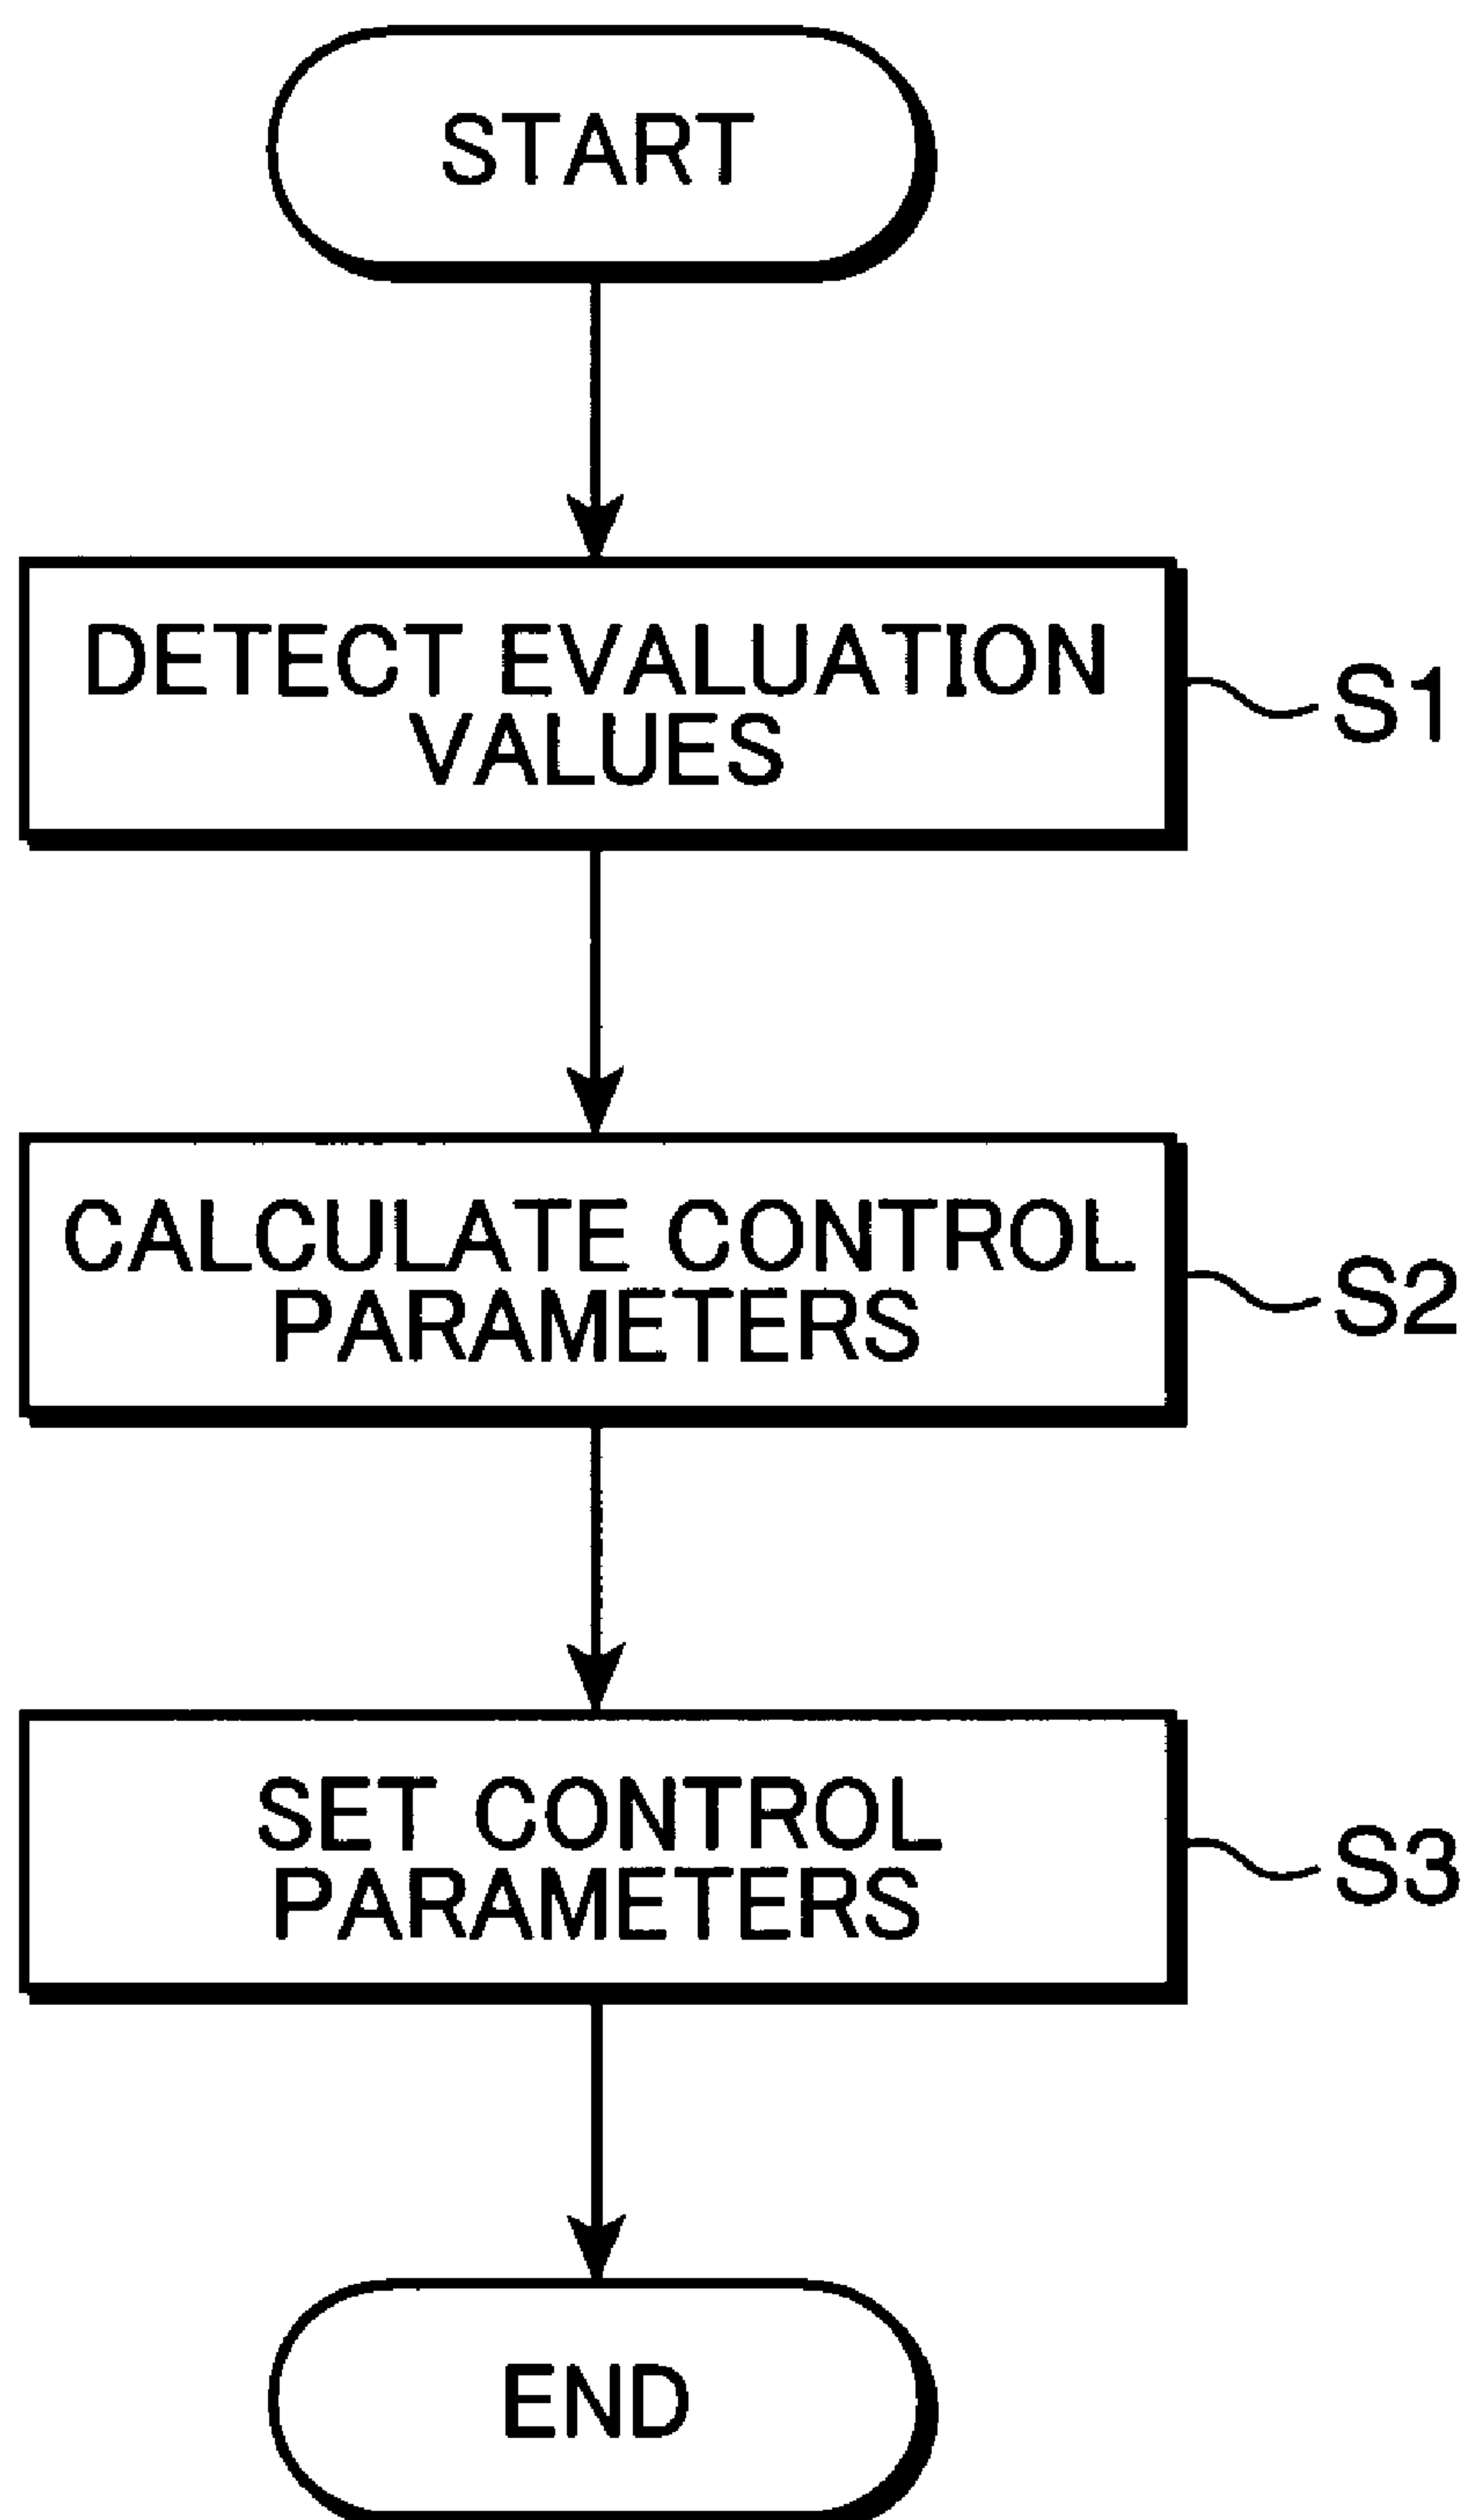 START
DETECT EVALUATION
VALUES
S1
CALCULATE CONTROL
PARAMETERS
S2
SET CONTROL
PARAMETERS
S3
END